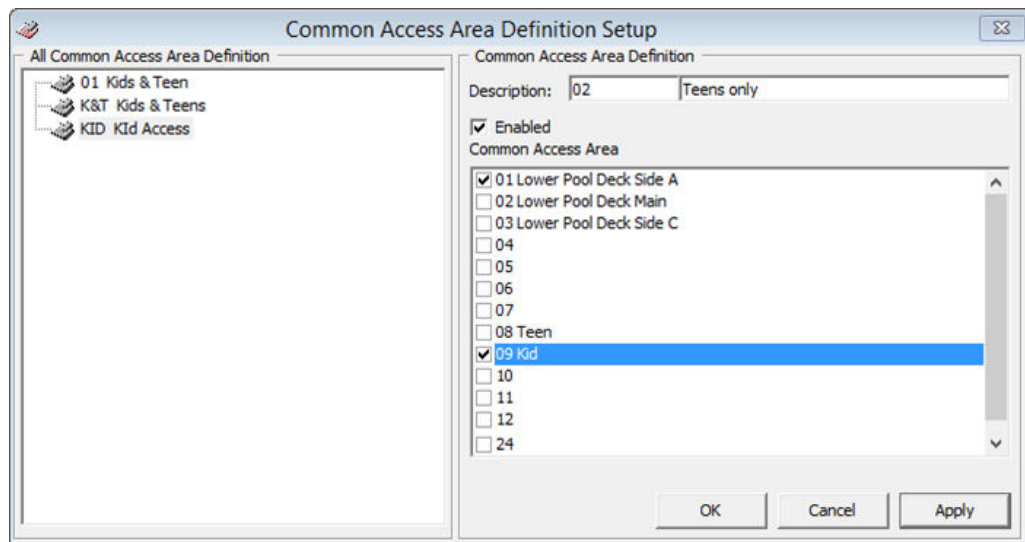 Common Access Area Definition Setup
All Common Access Area Definition
01 Kids & Teen
K&T Kids & Teens
KID KId Access
Common Access Area Definition
Description: 02 Teens only
Enabled
Common Access Area
01 Lower Pool Deck Side A
02 Lower Pool Deck Main
03 Lower Pool Deck Side C
04
05
06
07
08 Teen
09 Kid
10
11
12
24
OK Cancel Apply